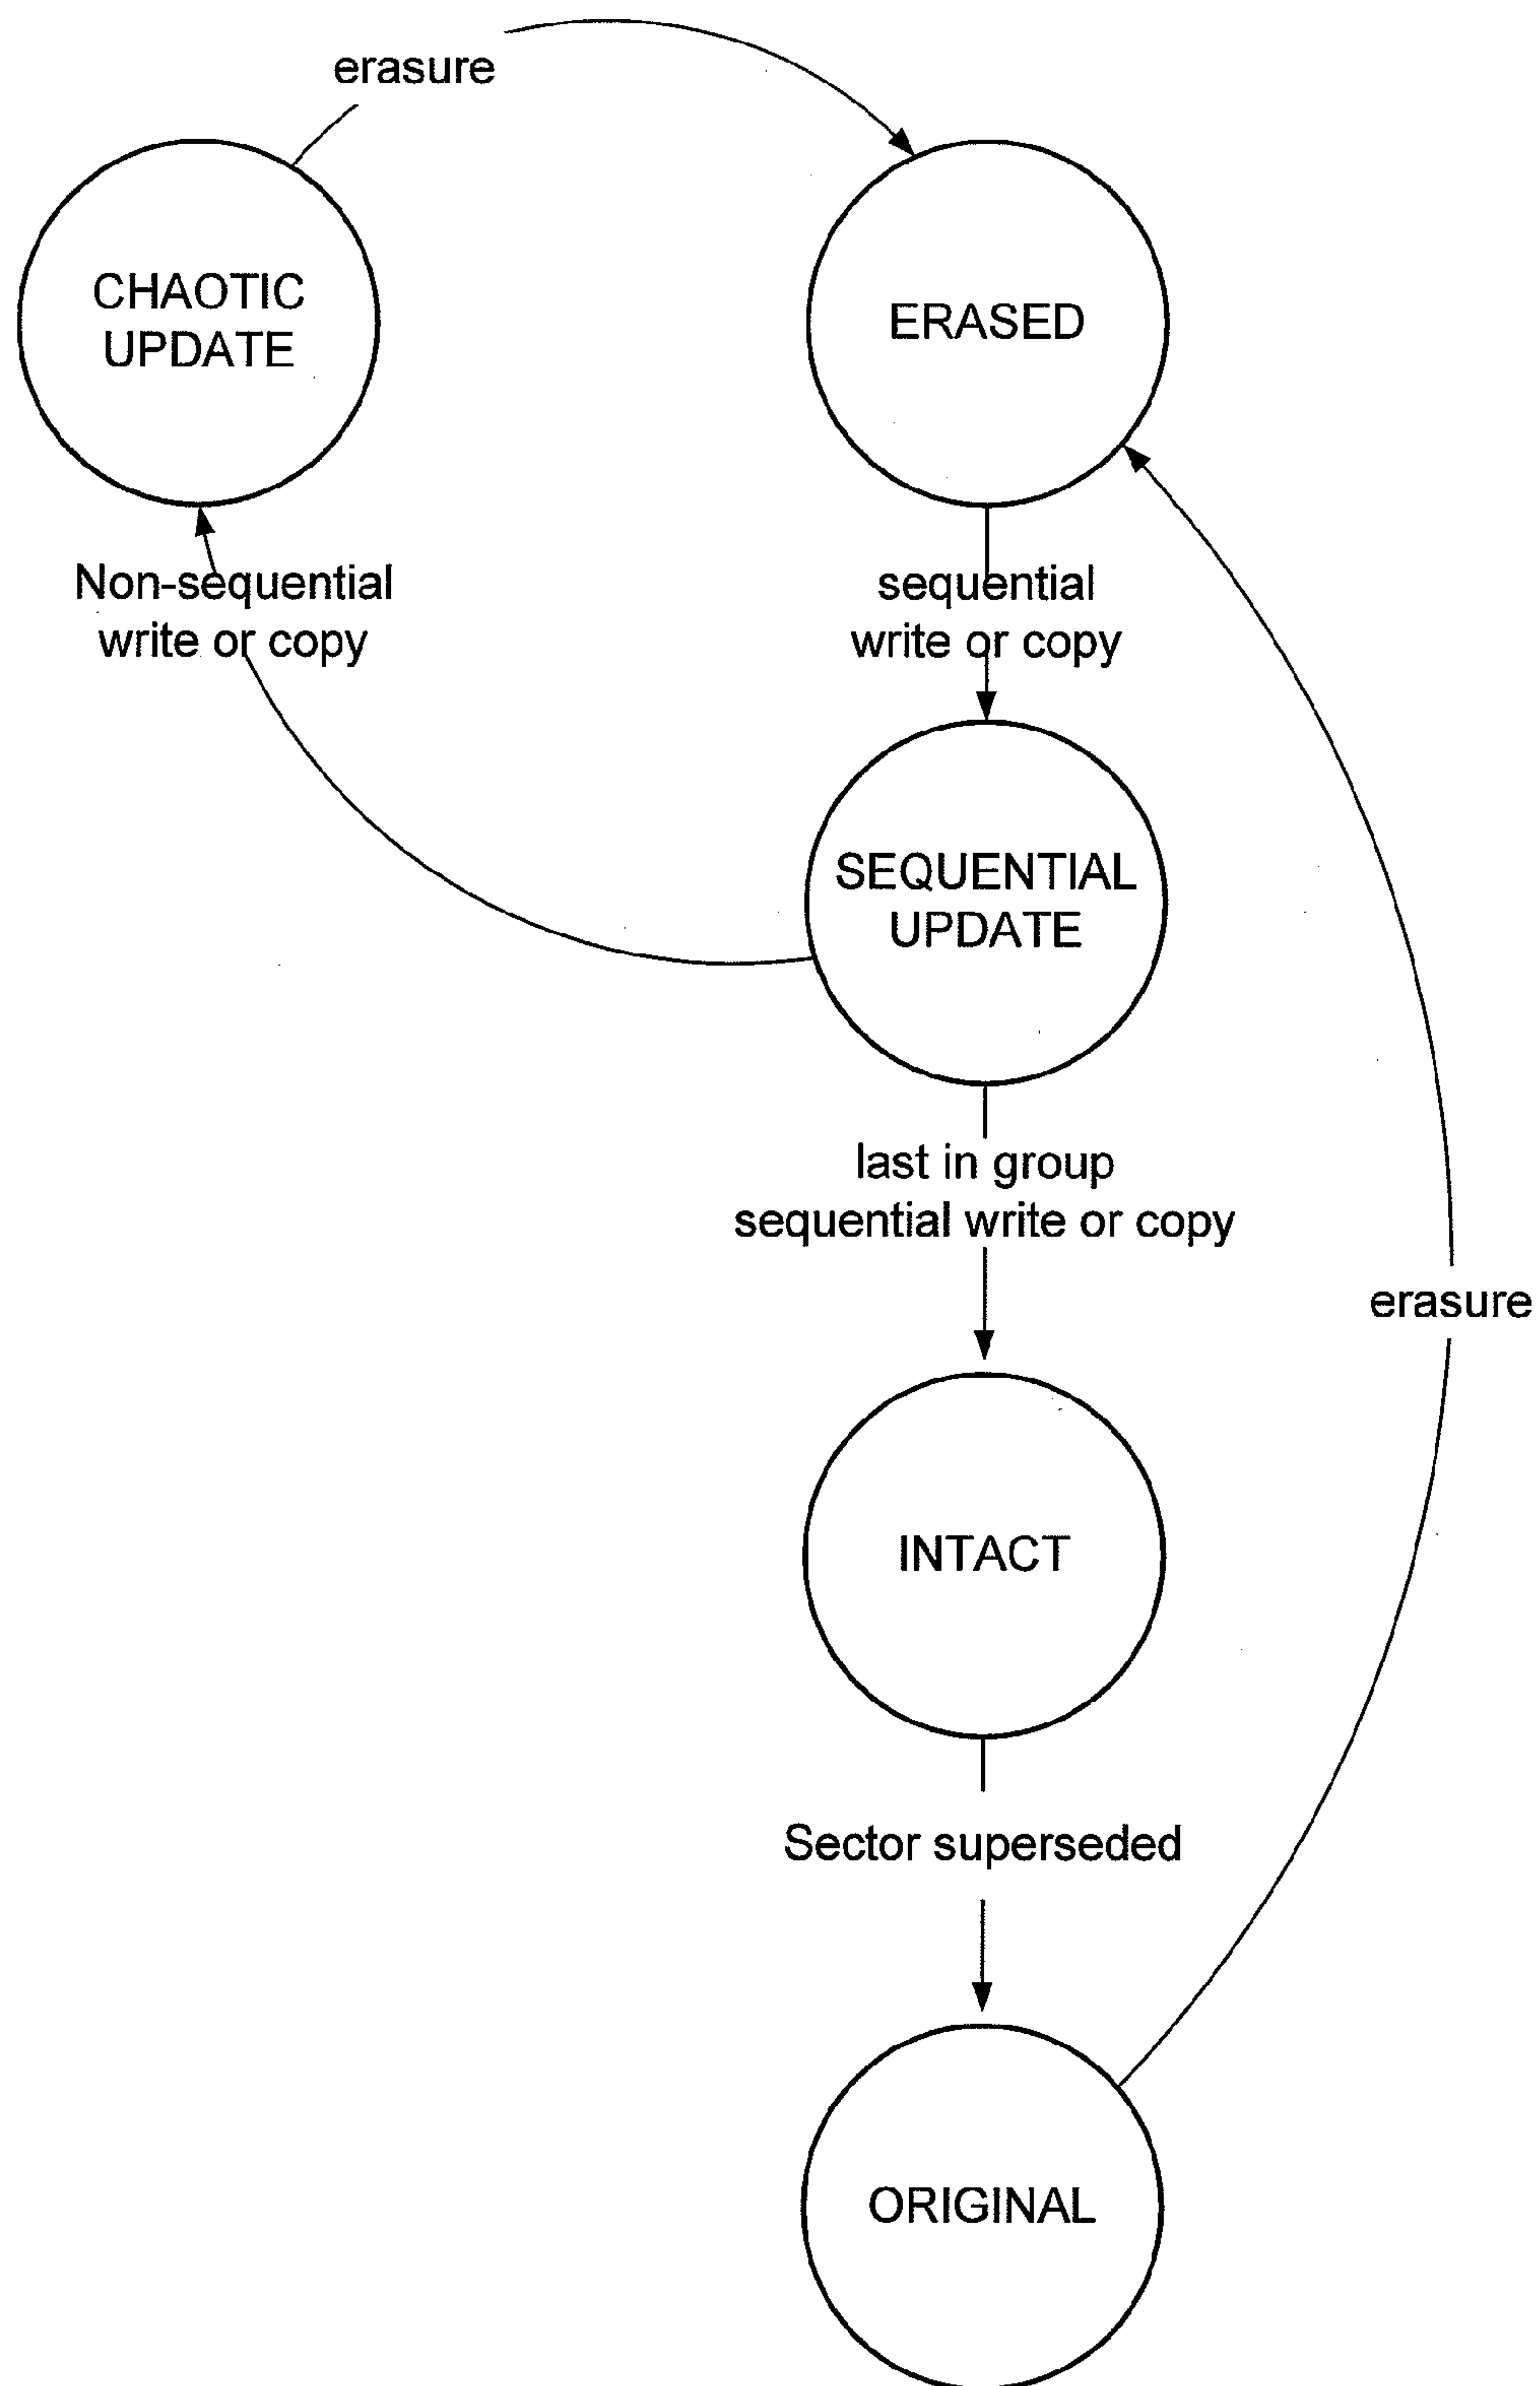 erasure
CHAOTIC
UPDATE
ERASED
Non-sequential
write or copy
sequential
write or copy
SEQUENTIAL
UPDATE
last in group
sequential write or copy
erasure
INTACT
Sector superseded
ORIGINAL